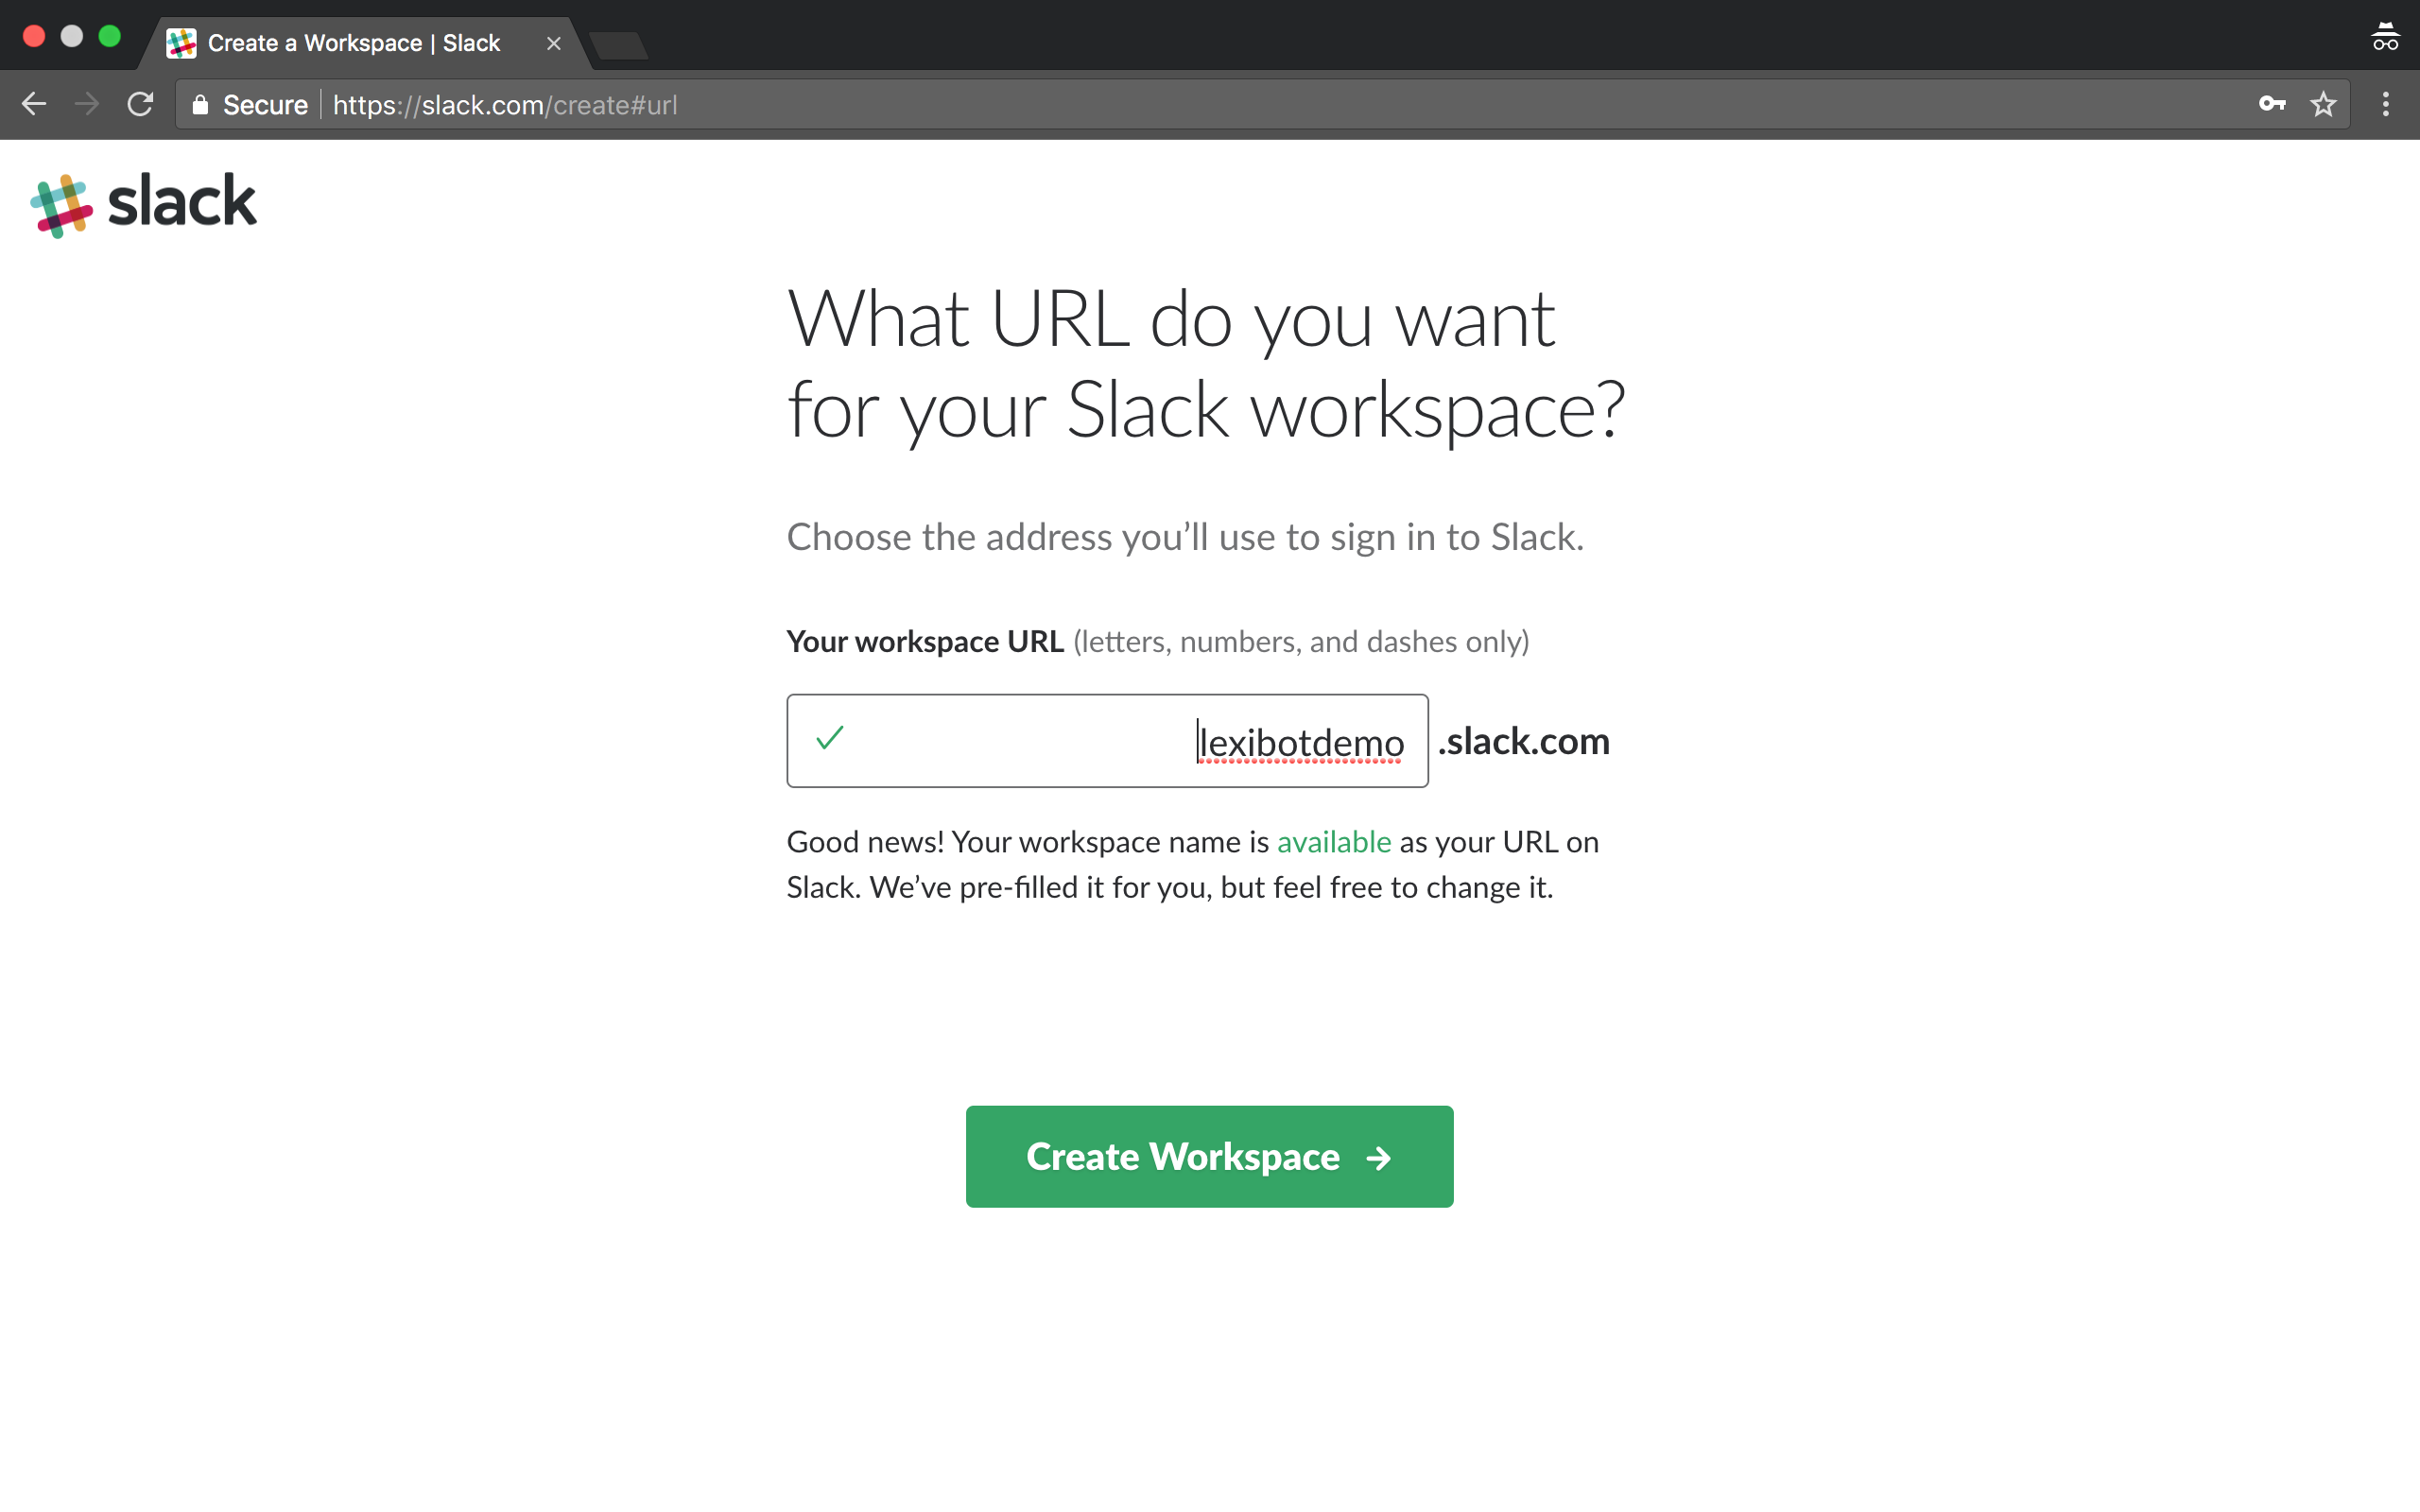 Create a Workspace | Slack
Secure
https://slack.com/create#url
slack
What URL do you want
for your Slack workspace?
Choose the address you’ll use to sign in to Slack.
Your workspace URL (letters, numbers, and dashes only)
lexibotdemo .slack.com
Good news! Your workspace name is available as your URL on
Slack. We’ve pre-filled it for you, but feel free to change it.
Create Workspace